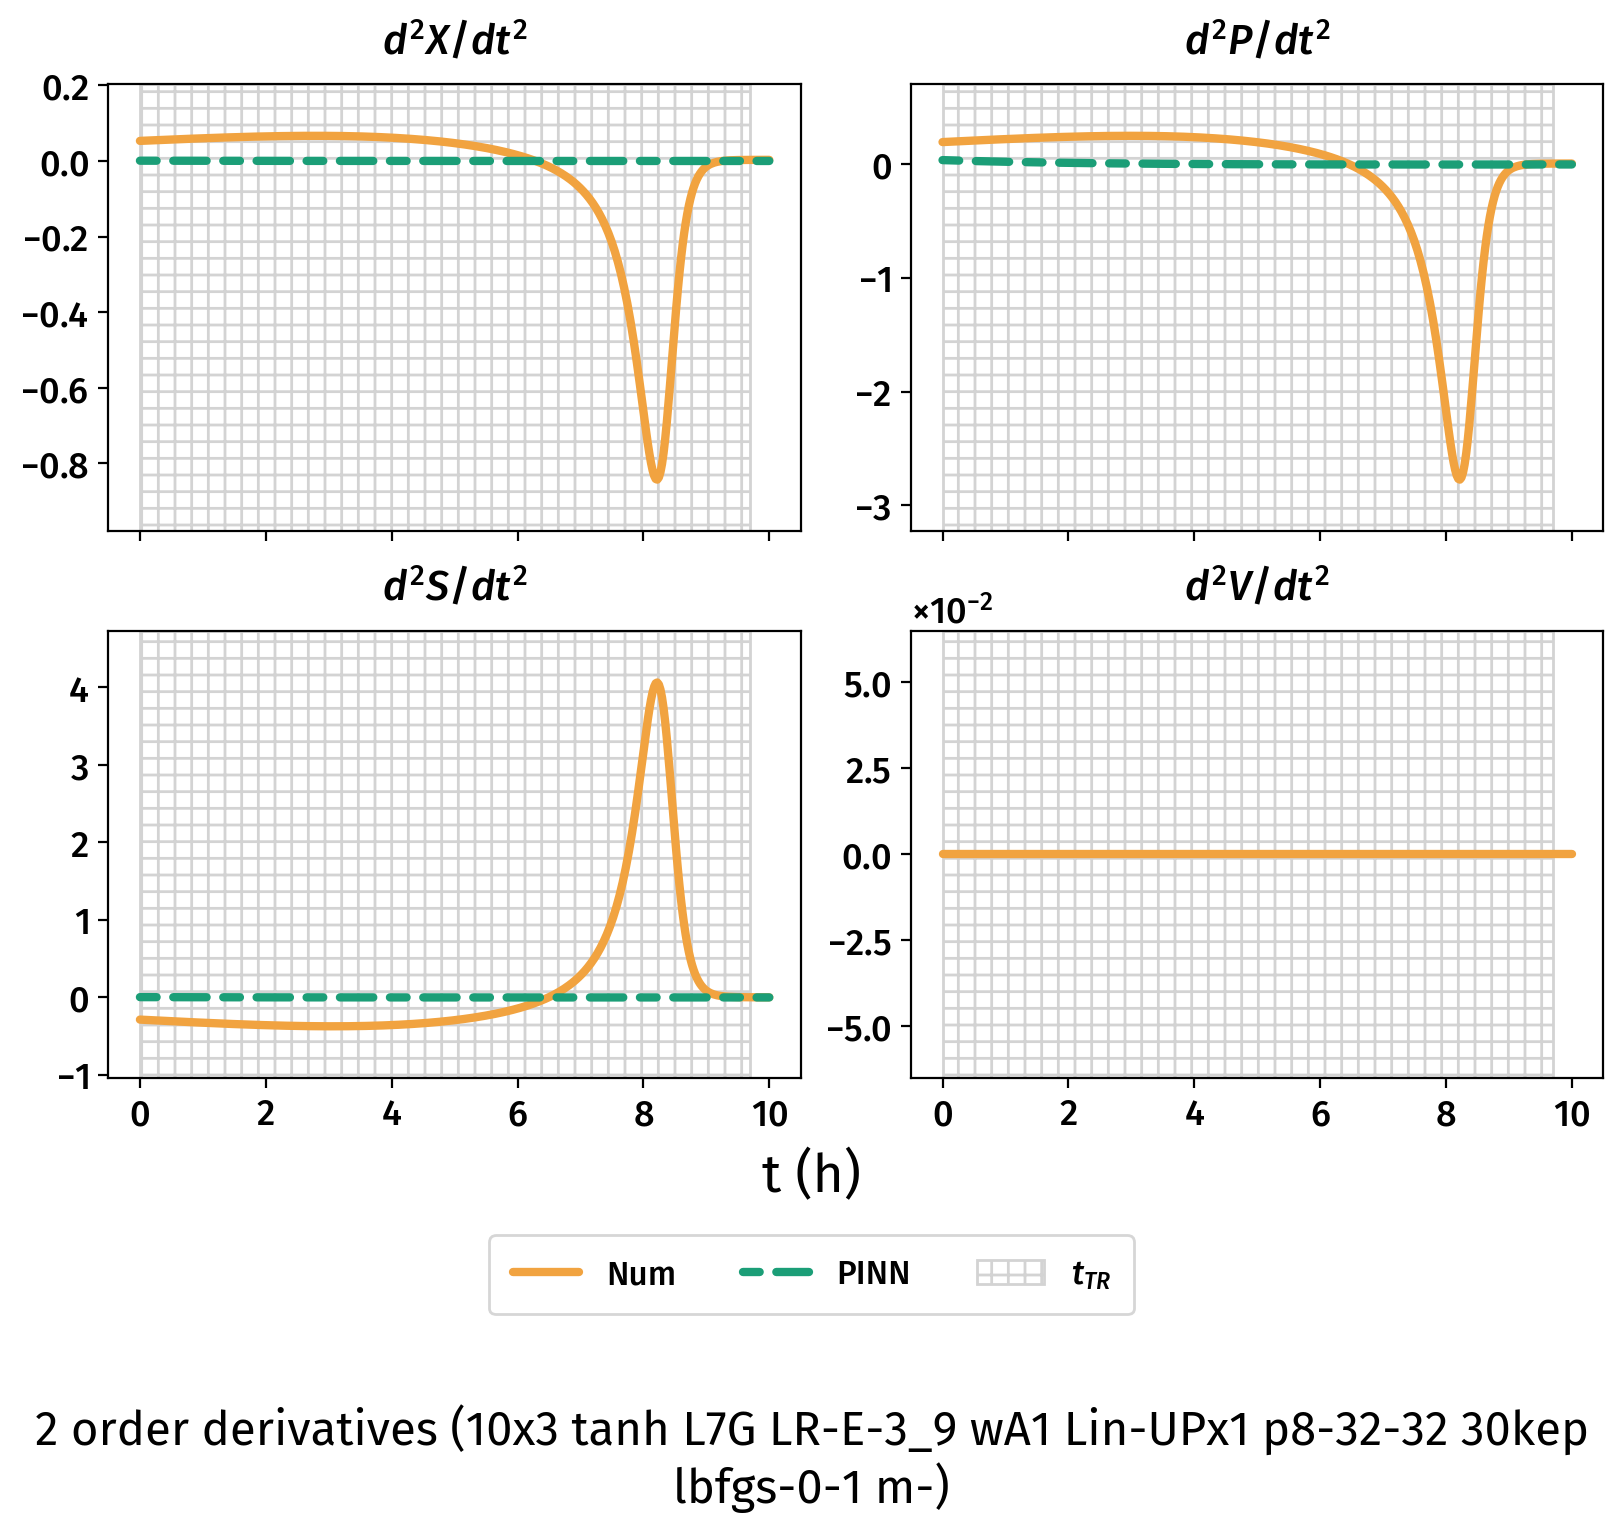 d²X/dt²
d²P/dt²
0.2
0.0
−0.2
−0.4
−0.6
−0.8
0
−1
−2
−3
d²S/dt²
d²V/dt²
×10⁻²
4
3
2
1
0
−1
5.0
2.5
0.0
−2.5
−5.0
0 2 4 6 8 10
0 2 4 6 8 10
t (h)
Num PINN t_TR
2 order derivatives (10x3 tanh L7G LR-E-3_9 wA1 Lin-UPx1 p8-32-32 30kep
lbfgs-0-1 m-)